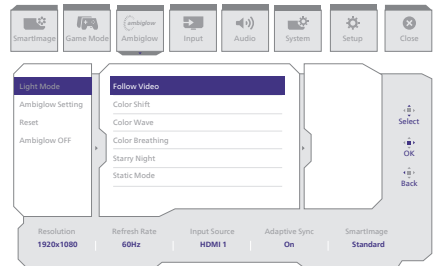 SmartImage
Game Mode
ambiglow
Ambiglow
Input
Audio
System
Setup
Close
Light Mode
Ambiglow Setting
Reset
Ambiglow OFF
Follow Video
Color Shift
Color Wave
Color Breathing
Starry Night
Static Mode
Select
OK
Back
Resolution
1920x1080
Refresh Rate
60Hz
Input Source
HDMI 1
Adaptive Sync
On
SmartImage
Standard